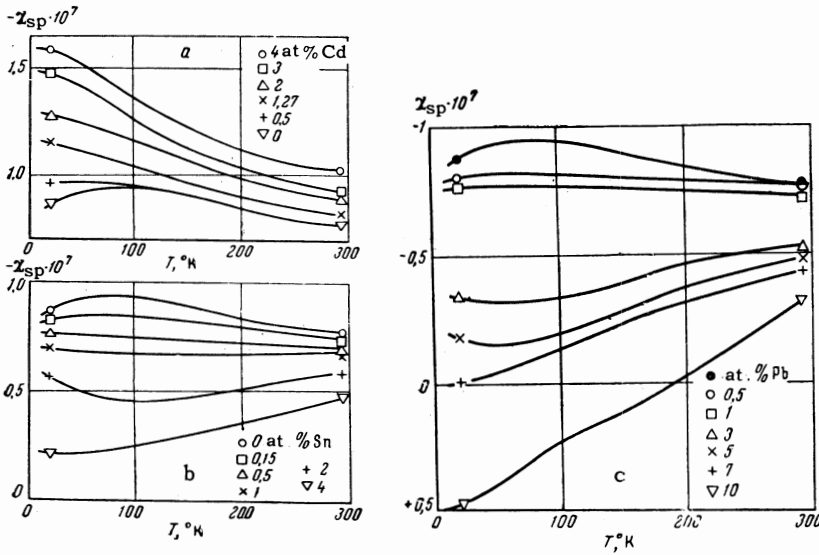 -χsp·10⁷
a
○ 4 at % Cd
□ 3
△ 2
× 1,27
+ 0,5
▽ 0
1,5
1,0
0 100 200 300
T, °K
-χsp·10⁷
1,0
0,5
0
○ 0 at. % Sn
□ 0,15
△ 0,5
× 1
+ 2
▽ 4
b
0 100 200 300
T, °K
χsp·10⁷
-1
-0,5
0
+0,5
● at. % Pb
○ 0,5
□ 1
△ 3
× 5
+ 7
▽ 10
c
0 100 200 300
T, °K